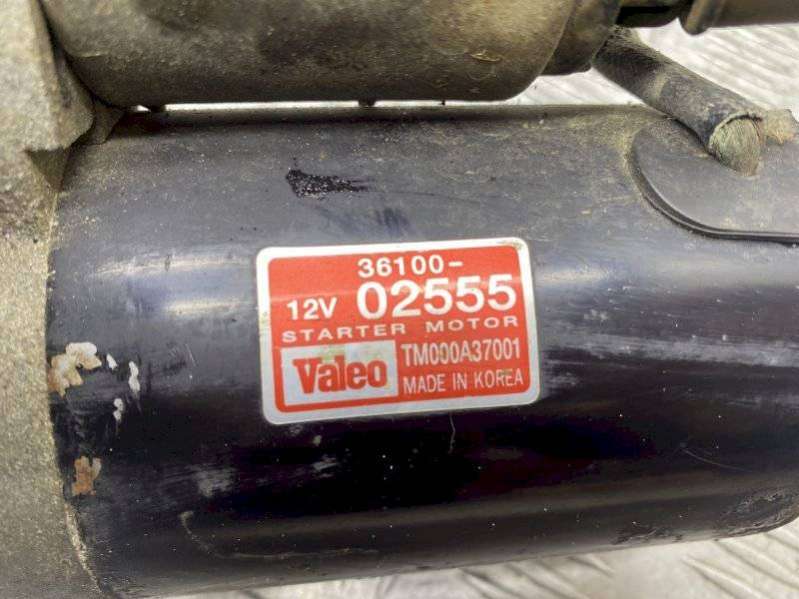 36100-
12V 02555
STARTER MOTOR
Valeo TM000A37001
MADE IN KOREA